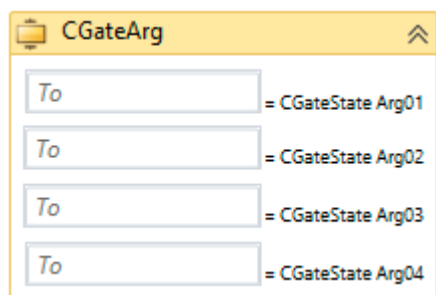 CGateArg
To = CGateState Arg01
To = CGateState Arg02
To = CGateState Arg03
To = CGateState Arg04